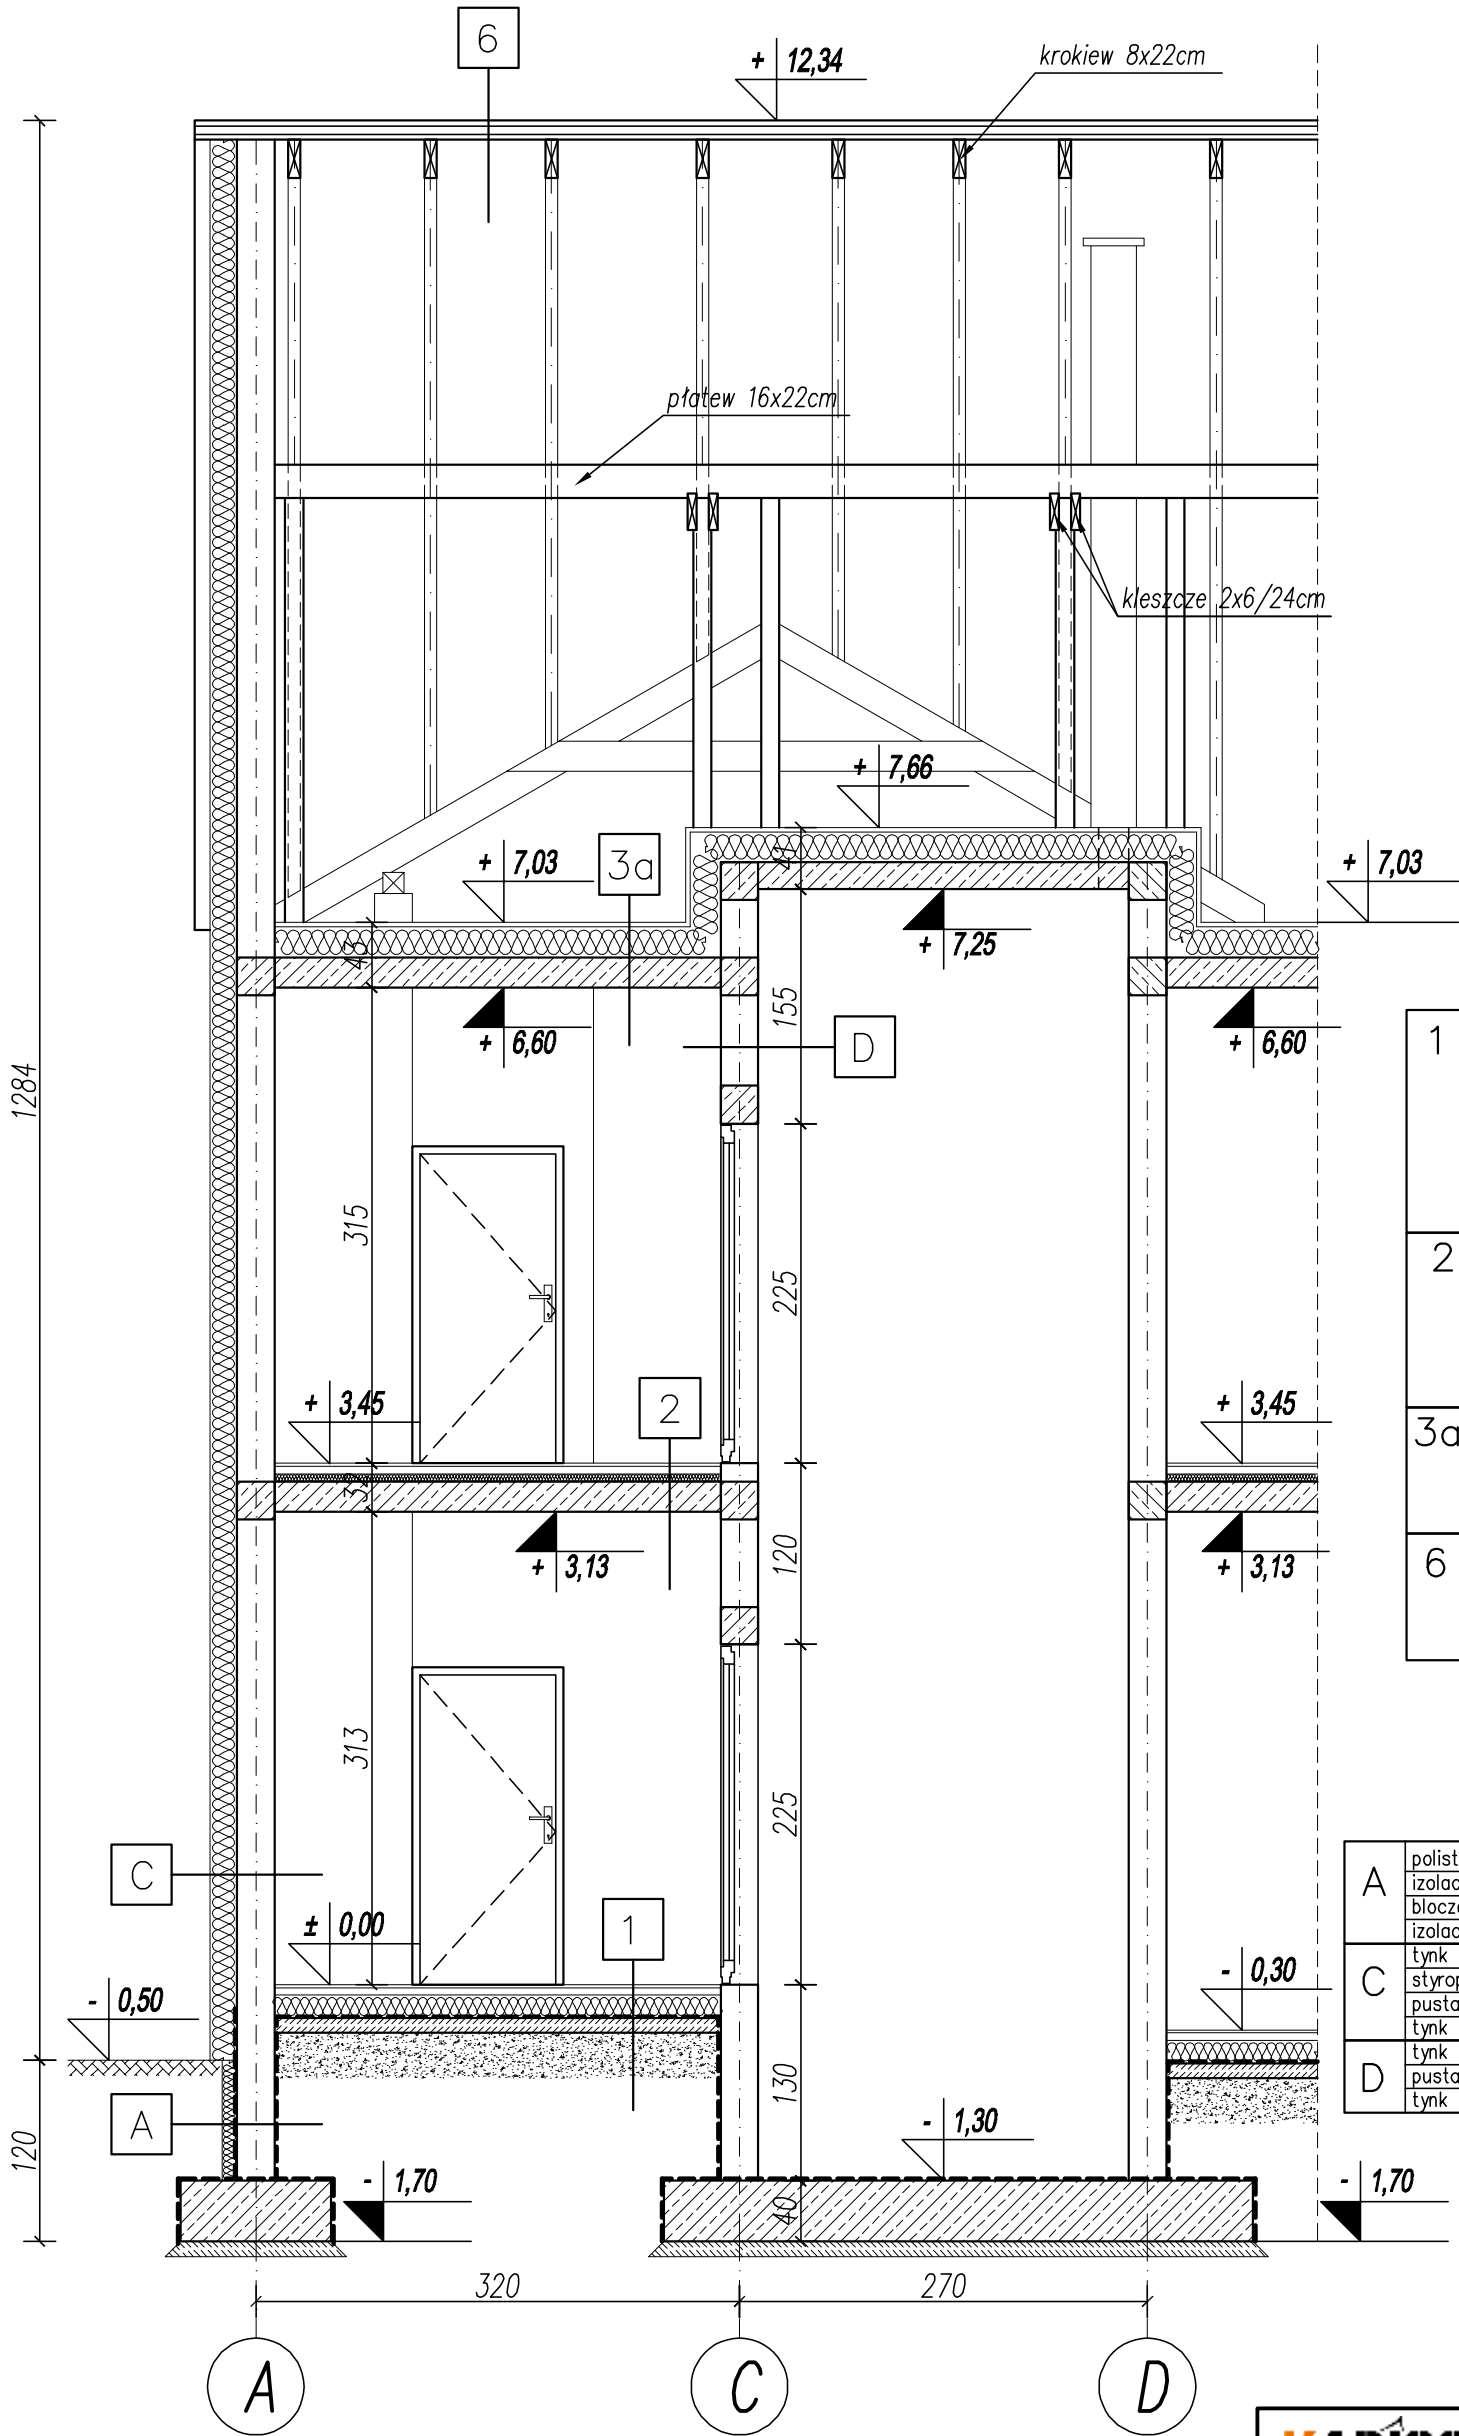 6
+ 12,34
krokiew 8x22cm
płatew 16x22cm
kleszcze 2x6/24cm
+ 7,66
41
+ 7,03
3a
+ 7,03
43
+ 7,25
155
+ 6,60
D
+ 6,60
1
1284
315
225
2
+ 3,45
2
+ 3,45
3a
32
+ 3,13
120
+ 3,13
6
313
225
C
A
polist
izolac
± 0,00
1
- 0,30
C
tynk
pusta
tynk
- 0,50
D
tynk
pusta
tynk
130
A
- 1,30
120
- 1,70
40
- 1,70
320
270
A
C
D